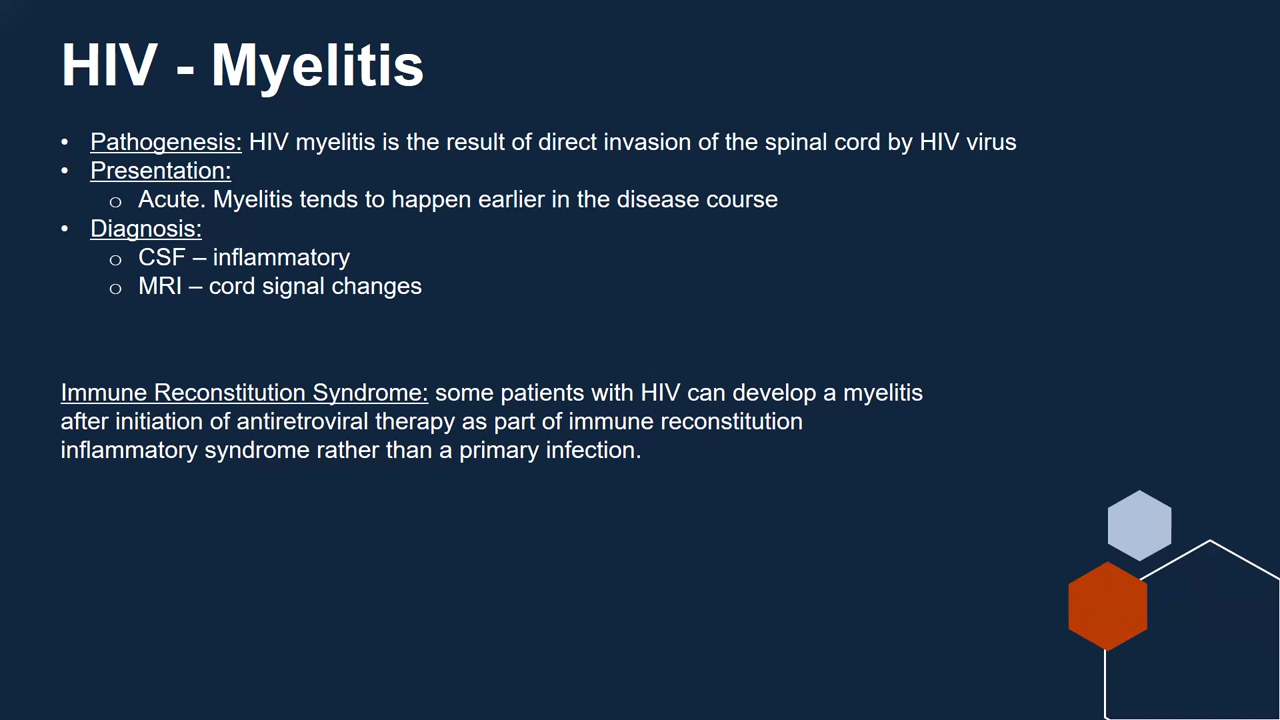 HIV - Myelitis
• Pathogenesis: HIV myelitis is the result of direct invasion of the spinal cord by HIV virus
• Presentation:
o Acute. Myelitis tends to happen earlier in the disease course
• Diagnosis:
o CSF – inflammatory
o MRI – cord signal changes
Immune Reconstitution Syndrome: some patients with HIV can develop a myelitis
after initiation of antiretroviral therapy as part of immune reconstitution
inflammatory syndrome rather than a primary infection.